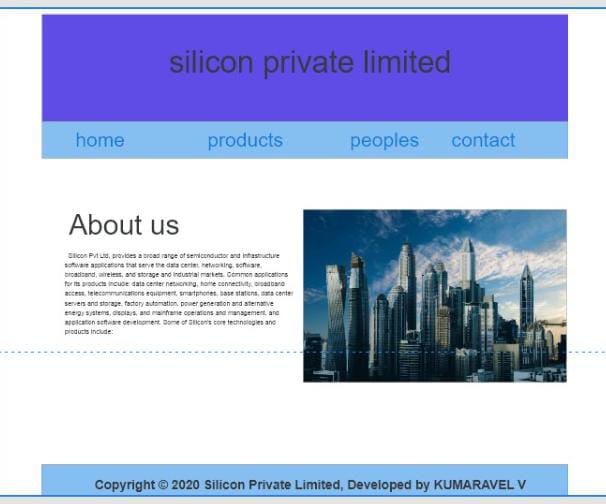 silicon private limited
home products peoples contact
About us
Silicon Pvt Ltd, provides a broad range of semiconductor and infrastructure
software applications that serve the data center, networking, software,
broadband, wireless, and storage and industrial markets. Common applications
for its products include: data center networking, home connectivity, broadband
access, telecommunications equipment, smartphones, base stations, data center
servers and storage, factory automation, power generation and alternative
energy systems, displays, and mainframe operations and management, and
application software development. Some of Silicon's core technologies and
products include:
Copyright © 2020 Silicon Private Limited, Developed by KUMARAVEL V